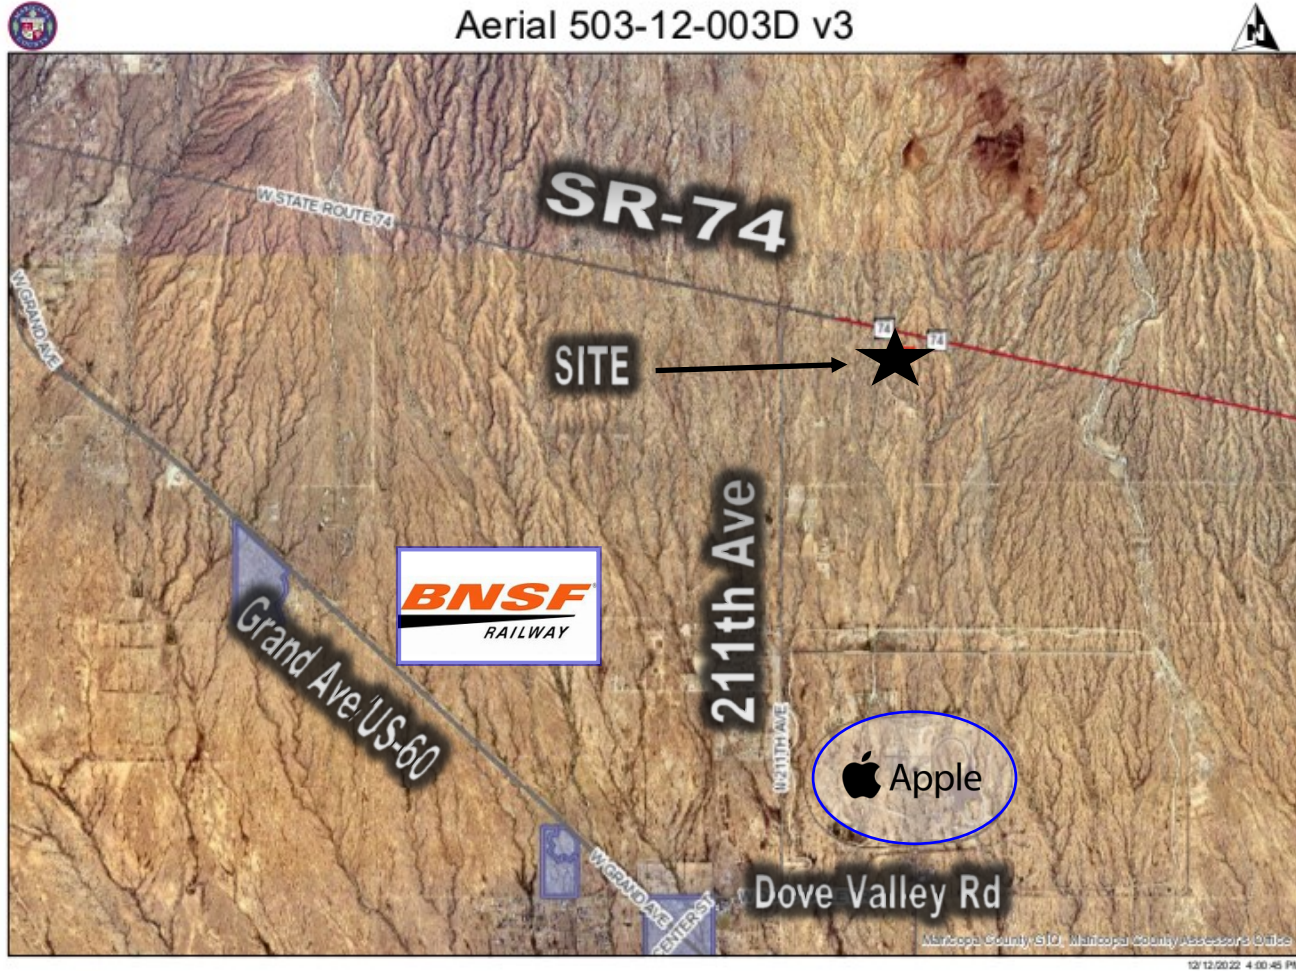 Aerial 503-12-003D v3
N
W STATE ROUTE 74
SR-74
W GRAND AVE
74
74
SITE
211th Ave
BNSF
RAILWAY
Grand Ave/US-60
N 211TH AVE
Apple
W GRAND AVE
CENTER ST
Dove Valley Rd
Maricopa County GIO, Maricopa County Assessor's Office
12/12/2022 4:00:45 PM